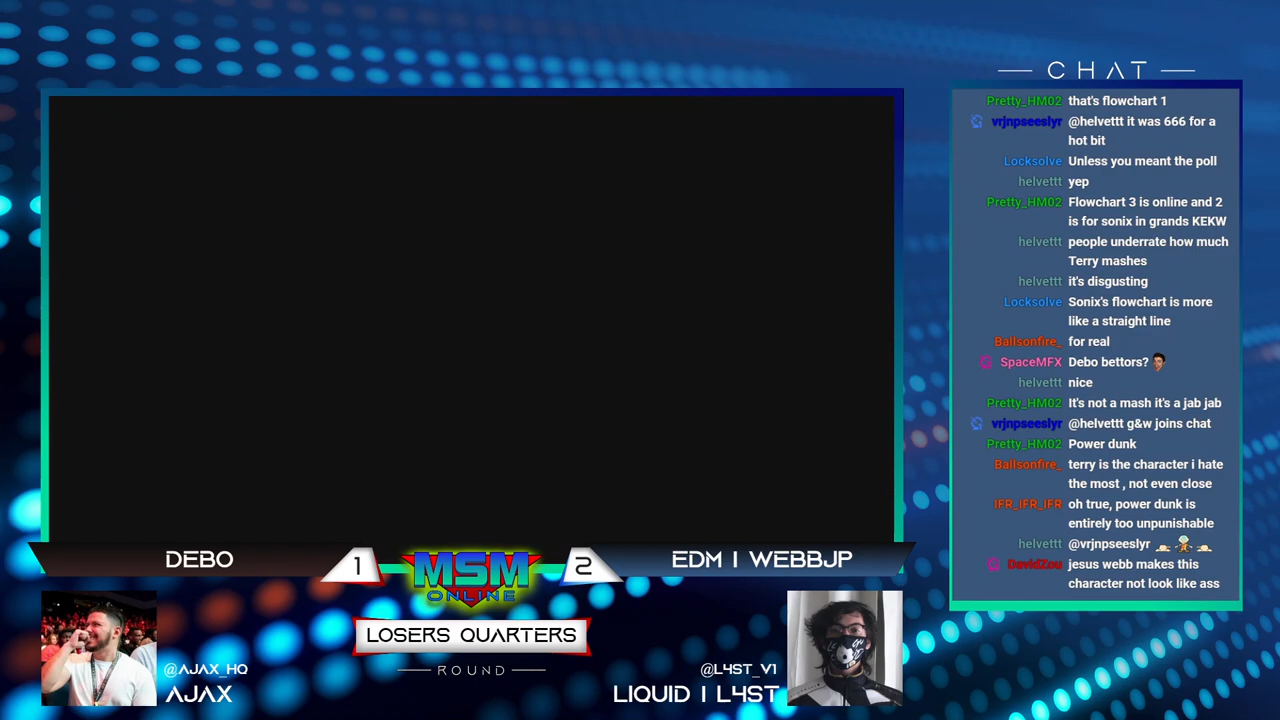 CHAT
Pretty_HM02 that's flowchart 1
vrjnpseeslyr @helvettt it was 666 for a
hot bit
Locksolve Unless you meant the poll
helvettt yep
Pretty_HM02 Flowchart 3 is online and 2
is for sonix in grands KEKW
helvettt people underrate how much
Terry mashes
helvettt it's disgusting
Locksolve Sonix's flowchart is more
like a straight line
Ballsonfire_ for real
SpaceMFX Debo bettors?
helvettt nice
Pretty_HM02 It's not a mash it's a jab jab
vrjnpseeslyr @helvettt g&w joins chat
Pretty_HM02 Power dunk
Ballsonfire_ terry is the character i hate
the most , not even close
IFR_IFR_IFR oh true, power dunk is
entirely too unpunishable
helvettt @vrjnpseeslyr
DavidZou jesus webb makes this
character not look like ass
DEBO 1 MSM 2 EDM | WEBBJP
ONLINE
LOSERS QUARTERS
ROUND
@AJAX_HQ
AJAX
@L4ST_V1
LIQUID | L4ST